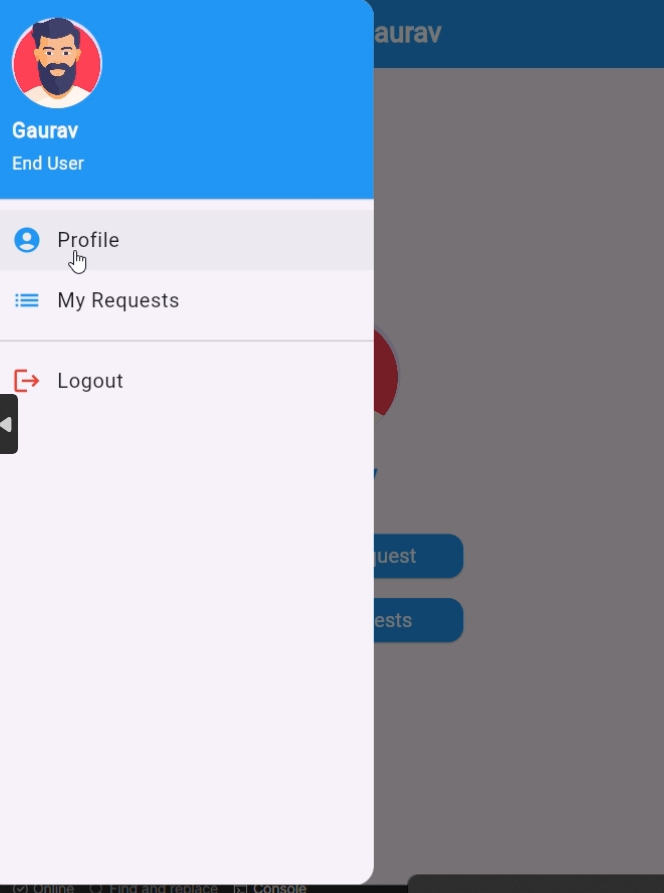 Gaurav
End User
Profile
My Requests
Logout
aurav
quest
ests
Online
Find and replace
Console